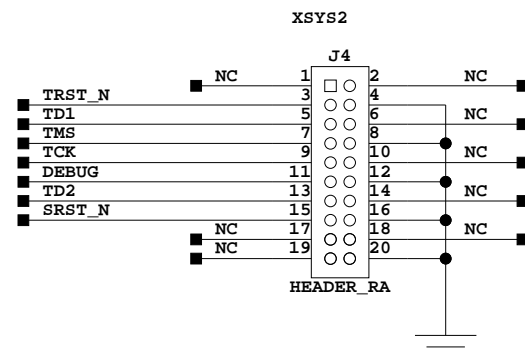 XSYS2
J4
NC 1 2 NC
TRST_N 3 4
TD1 5 6 NC
TMS 7 8
TCK 9 10 NC
DEBUG 11 12
TD2 13 14 NC
SRST_N 15 16
NC 17 18 NC
NC 19 20
HEADER_RA